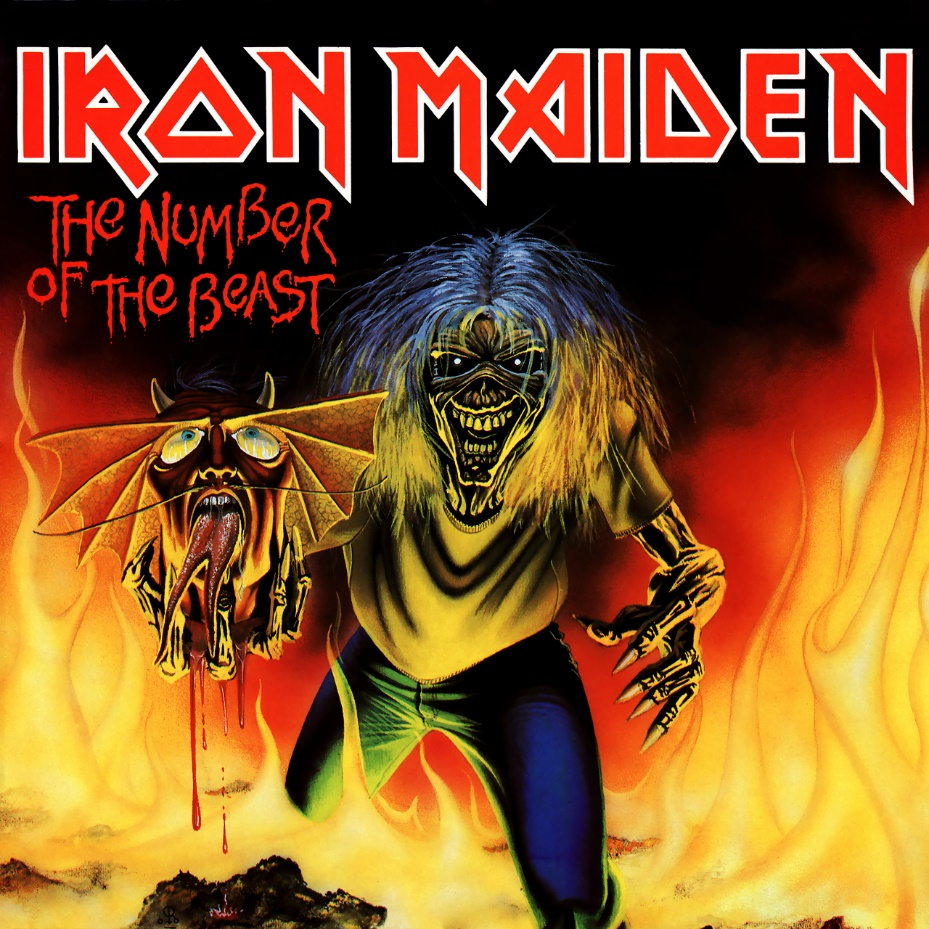 IRON MAIDEN
THE NUMBER
OF THE BEAST